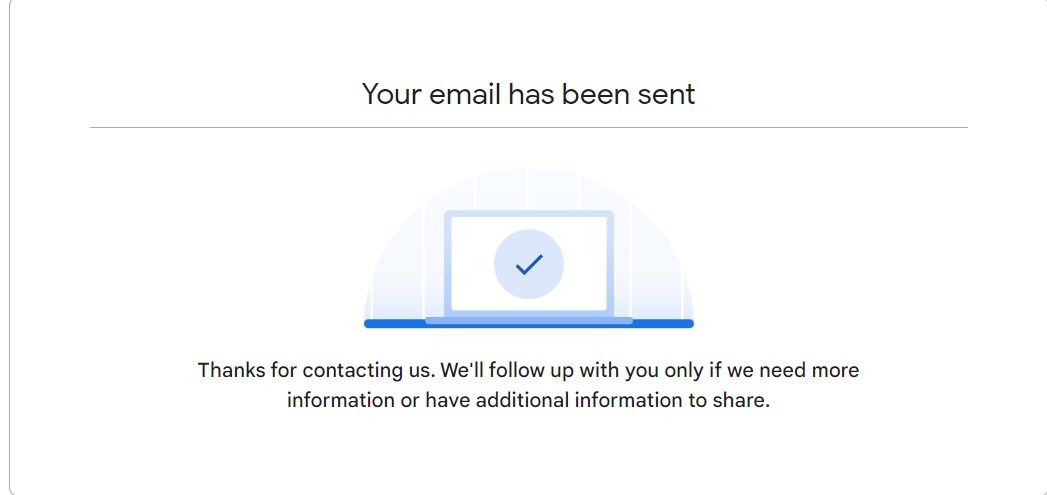 Your email has been sent
Thanks for contacting us. We'll follow up with you only if we need more
information or have additional information to share.